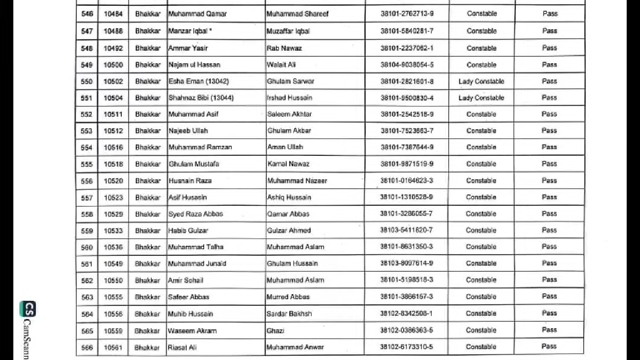 546 10484 Bhakkar Muhammad Qamar Muhammad Shareef 38101-2762713-9 Constable Pass
547 10488 Bhakkar Manzar Iqbal * Muzaffar Iqbal 38101-5840281-7 Constable Pass
548 10492 Bhakkar Ammar Yasir Rab Nawaz 38101-2237062-1 Constable Pass
549 10500 Bhakkar Najam ul Hassan Walait Ali 38104-9038054-5 Constable Pass
550 10502 Bhakkar Esha Eman (13042) Ghulam Sarwar 38101-2821601-8 Lady Constable Pass
551 10504 Bhakkar Shahnaz Bibi (13044) Irshad Hussain 38101-9500830-4 Lady Constable Pass
552 10511 Bhakkar Muhammad Asif Saleem Akhtar 38101-2542518-9 Constable Pass
553 10512 Bhakkar Najeeb Ullah Ghulam Akbar 38101-7523663-7 Constable Pass
554 10516 Bhakkar Muhammad Ramzan Aman Ullah 38101-7387644-9 Constable Pass
555 10518 Bhakkar Ghulam Mustafa Kamal Nawaz 38101-9871519-9 Constable Pass
556 10520 Bhakkar Husnain Raza Muhammad Nazeer 38101-0164623-3 Constable Pass
557 10523 Bhakkar Asif Husasin Ashiq Hussain 38101-1310528-9 Constable Pass
558 10529 Bhakkar Syed Raza Abbas Qamar Abbas 38101-3286055-7 Constable Pass
559 10533 Bhakkar Habib Gulzar Gulzar Ahmed 38103-5411620-7 Constable Pass
560 10536 Bhakkar Muhammad Talha Muhammad Aslam 38101-8631350-3 Constable Pass
561 10549 Bhakkar Muhammad Junaid Ghulam Hussain 38103-8097614-9 Constable Pass
562 10550 Bhakkar Amir Sohail Muhammad Aslam 38101-5198518-3 Constable Pass
563 10555 Bhakkar Safeer Abbas Murred Abbas 38101-3866157-3 Constable Pass
564 10556 Bhakkar Muhib Hussain Sardar Bakhsh 38102-8342508-1 Constable Pass
565 10559 Bhakkar Waseem Akram Ghazi 38102-0386363-5 Constable Pass
566 10561 Bhakkar Riasat Ali Muhammad Anwar 38102-6173310-5 Constable Pass
CS CamScann